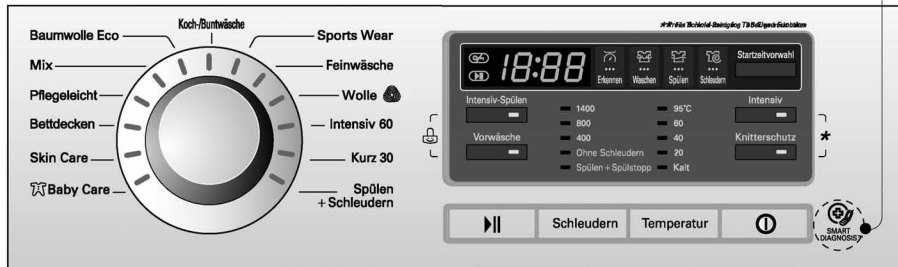 Koch-/Buntwäsche
Baumwolle Eco
Mix
Pflegeleicht
Bettdecken
Skin Care
Baby Care
Sports Wear
Feinwäsche
Wolle
Intensiv 60
Kurz 30
Spülen
+Schleudern
18:88
Erkennen
Waschen
Spülen
Schleudern
Startzeitvorwahl
Intensiv-Spülen
Vorwäsche
1400
800
400
Ohne Schleudern
Spülen+Spülstopp
95°C
60
40
20
Kalt
Intensiv
Knitterschutz
*
Schleudern
Temperatur
SMART
DIAGNOSIS